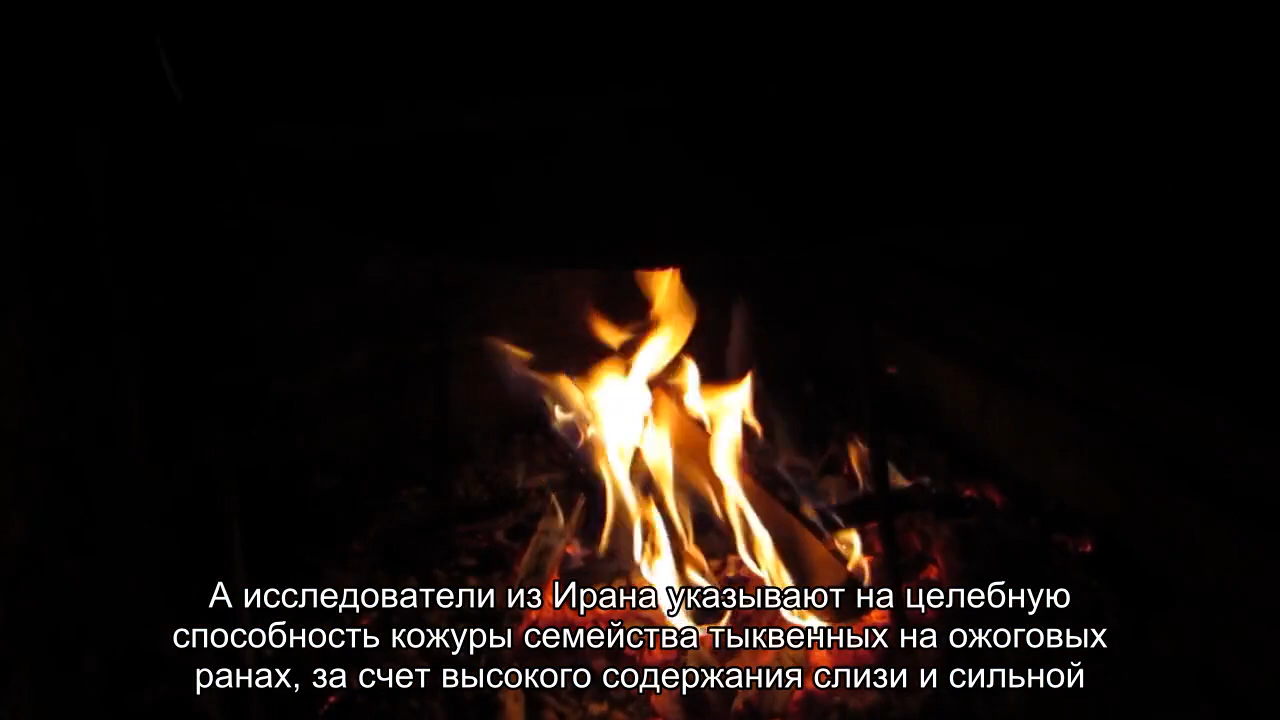 А исследователи из Ирана указывают на целебную
способность кожуры семейства тыквенных на ожоговых
ранах, за счет высокого содержания слизи и сильной